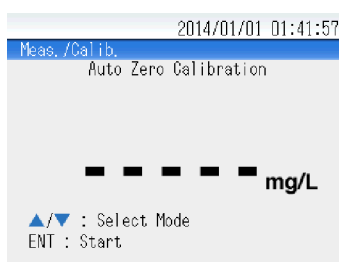 2014/01/01 01:41:57
Meas./Calib.
Auto Zero Calibration
- - - - - mg/L
▲/▼ : Select Mode
ENT : Start